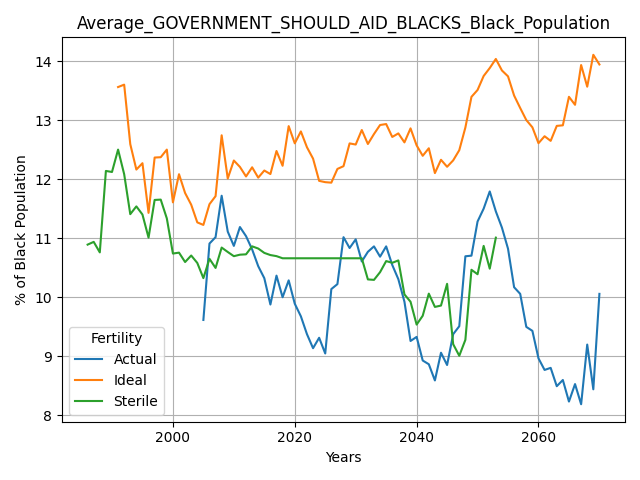 Average_GOVERNMENT_SHOULD_AID_BLACKS_Black_Population
% of Black Population
14
13
12
11
10
9
8
Fertility
Actual
Ideal
Sterile
2000
2020
2040
2060
Years